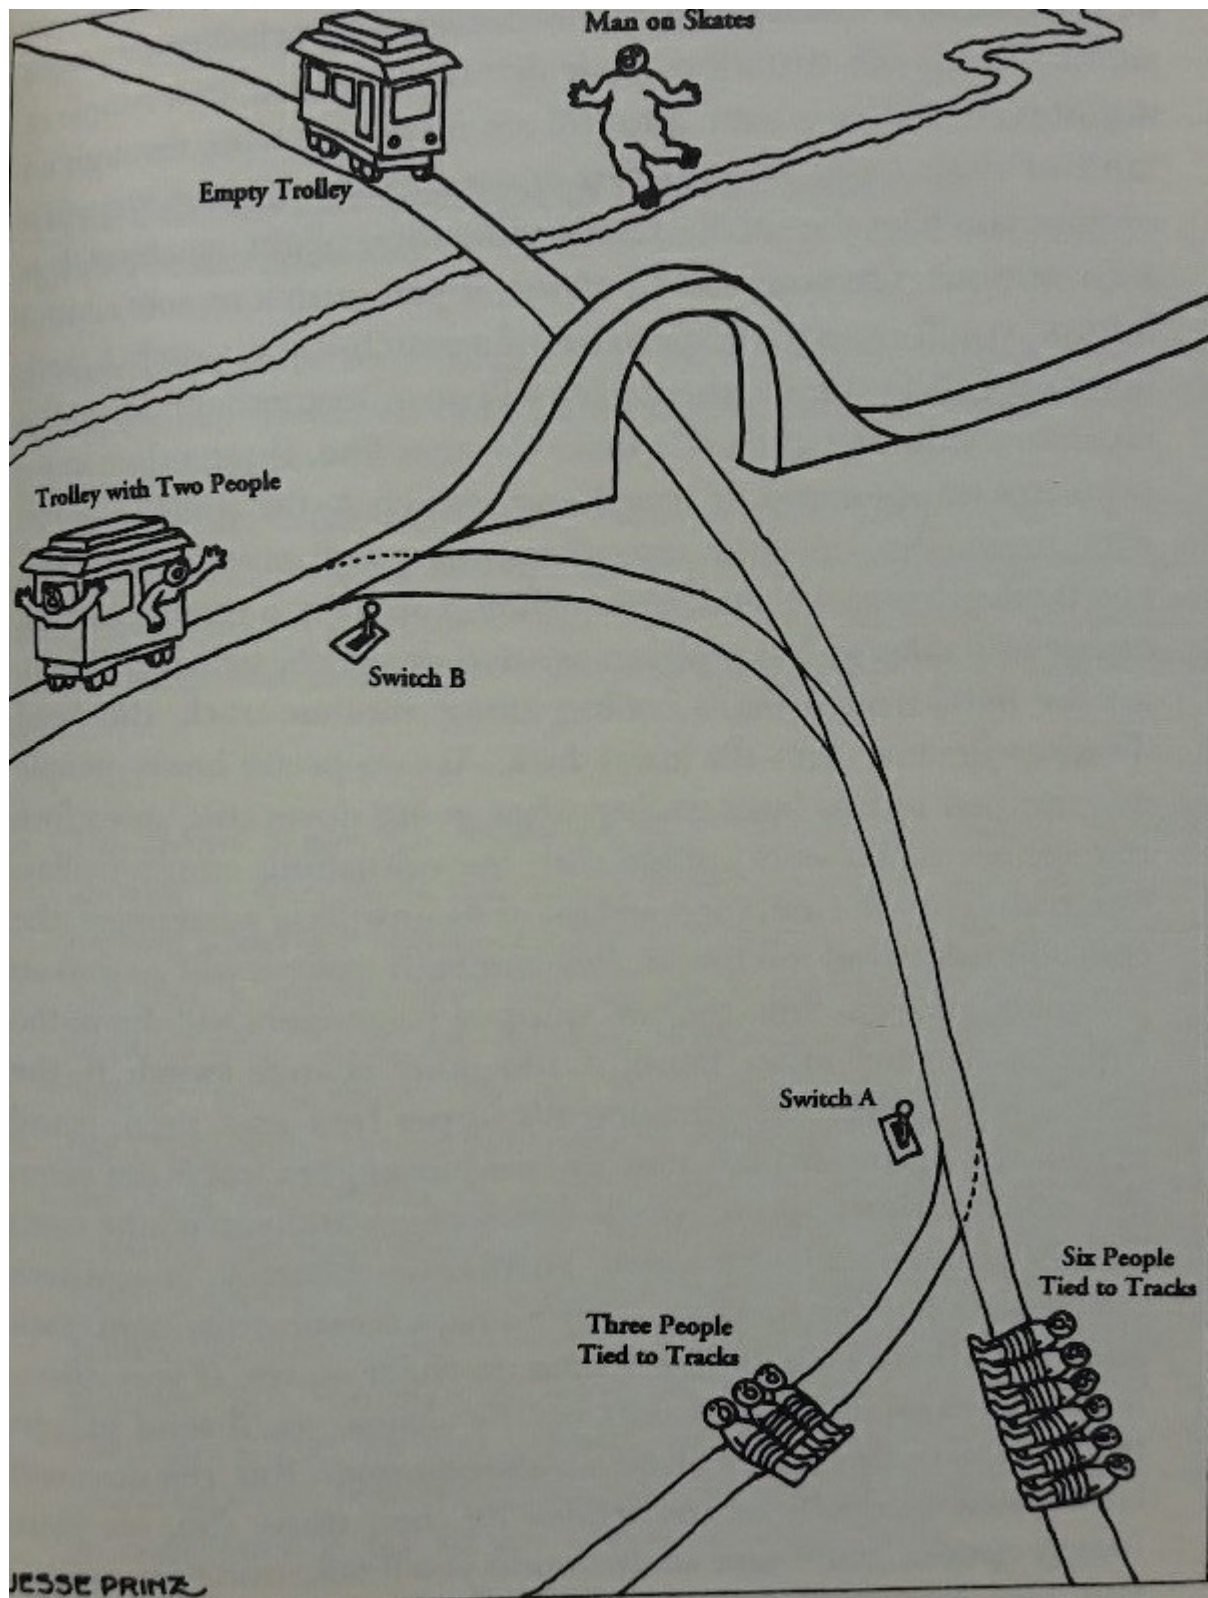 Man on Skates
Empty Trolley
Trolley with Two People
Switch B
Switch A
Six People
Tied to Tracks
Three People
Tied to Tracks
JESSE PRINZ